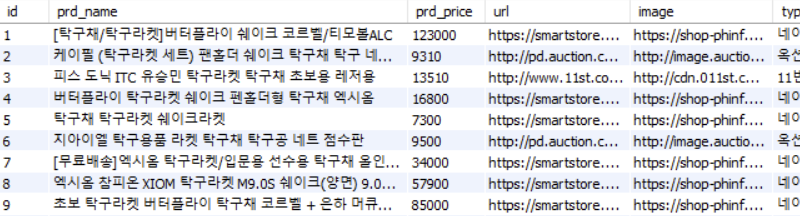 id prd_name prd_price url image typ
1 [탁구채/탁구라켓]버터플라이 쉐이크 코르벨/티모볼ALC 123000 https://smartstore.... https://shop-phinf.... 네이
2 케이필 (탁구라켓 세트) 팬홀더 쉐이크 탁구채 탁구 네... 9310 http://pd.auction.c... http://image.auctio... 옥션
3 피스 도닉 ITC 유승민 탁구라켓 탁구채 초보용 레저용 13510 http://www.11st.co... http://cdn.011st.c... 11번
4 버터플라이 탁구라켓 쉐이크 펜홀더형 탁구채 엑시옴 16800 https://smartstore.... https://shop-phinf.... 네이
5 탁구채 탁구라켓 쉐이크라켓 7300 https://smartstore.... https://shop-phinf.... 네이
6 지아이엘 탁구용품 라켓 탁구채 탁구공 네트 점수판 9500 http://pd.auction.c... http://image.auctio... 옥션
7 [무료배송]엑시옴 탁구라켓/입문용 선수용 탁구채 올인... 34000 https://smartstore.... https://shop-phinf.... 네이
8 엑시옴 참피온 XIOM 탁구라켓 M9.0S 쉐이크(양면) 9.0... 57900 https://smartstore.... https://shop-phinf.... 네이
9 초보 탁구라켓 버터플라이 탁구채 코르벨 + 은하 머큐... 85000 https://smartstore.... https://shop-phinf.... 네이